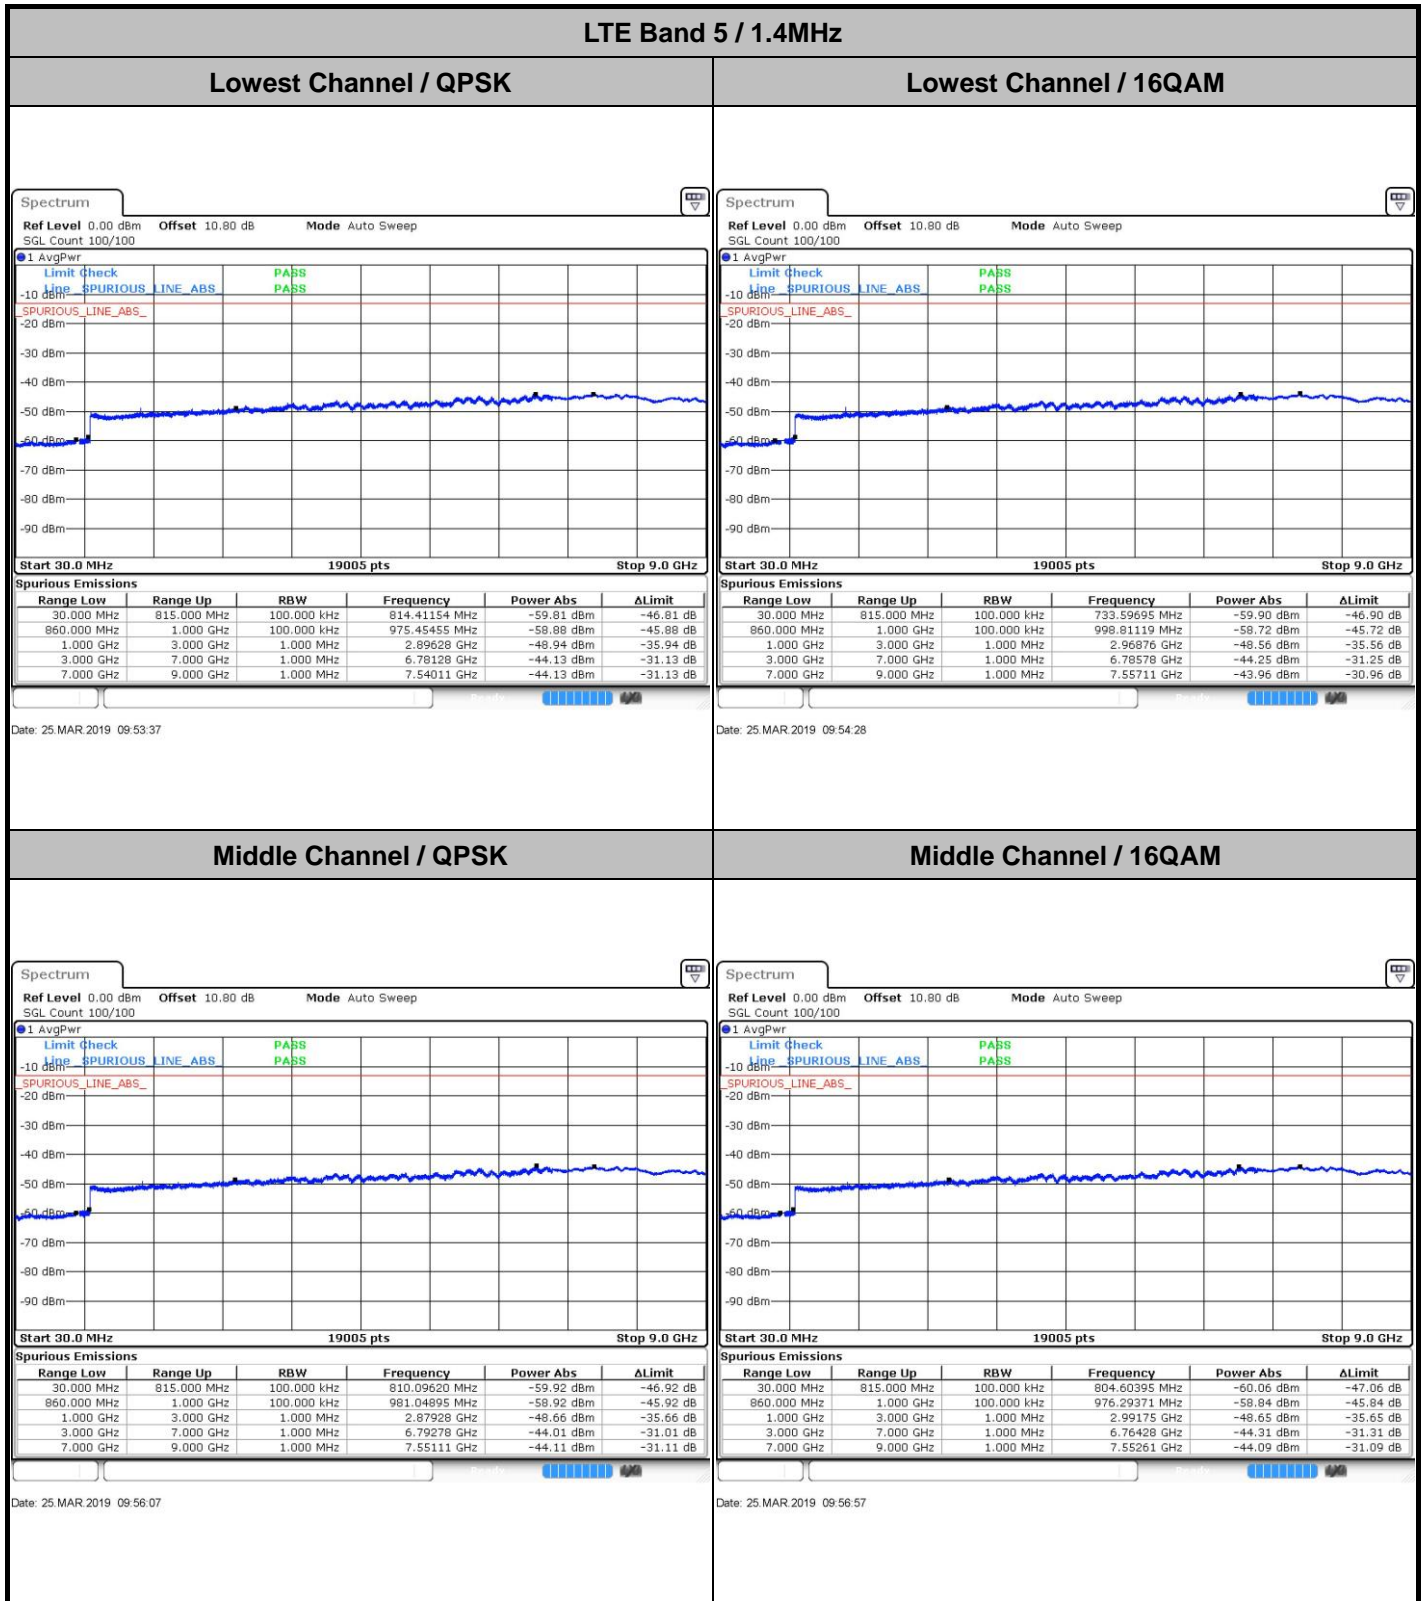 LTE Band 5 / 1.4MHz
Lowest Channel / QPSK
Spectrum
Ref Level 0.00 dBm Offset 10.80 dB Mode Auto Sweep
SGL Count 100/100
1 AvgPwr
Limit Check PASS
Line _SPURIOUS_LINE_ABS_ PASS
-10 dBm
_SPURIOUS_LINE_ABS_
-20 dBm
-30 dBm
-40 dBm
-50 dBm
-60 dBm
-70 dBm
-80 dBm
-90 dBm
Start 30.0 MHz 19005 pts Stop 9.0 GHz
Spurious Emissions
Range Low Range Up RBW Frequency Power Abs ΔLimit
30.000 MHz 815.000 MHz 100.000 kHz 814.41154 MHz -59.81 dBm -46.81 dB
860.000 MHz 1.000 GHz 100.000 kHz 975.45455 MHz -58.88 dBm -45.88 dB
1.000 GHz 3.000 GHz 1.000 MHz 2.89628 GHz -48.94 dBm -35.94 dB
3.000 GHz 7.000 GHz 1.000 MHz 6.78128 GHz -44.13 dBm -31.13 dB
7.000 GHz 9.000 GHz 1.000 MHz 7.54011 GHz -44.13 dBm -31.13 dB
Date: 25.MAR.2019 09:53:37
Lowest Channel / 16QAM
Spectrum
Ref Level 0.00 dBm Offset 10.80 dB Mode Auto Sweep
SGL Count 100/100
1 AvgPwr
Limit Check PASS
Line _SPURIOUS_LINE_ABS_ PASS
-10 dBm
_SPURIOUS_LINE_ABS_
-20 dBm
-30 dBm
-40 dBm
-50 dBm
-60 dBm
-70 dBm
-80 dBm
-90 dBm
Start 30.0 MHz 19005 pts Stop 9.0 GHz
Spurious Emissions
Range Low Range Up RBW Frequency Power Abs ΔLimit
30.000 MHz 815.000 MHz 100.000 kHz 733.59695 MHz -59.90 dBm -46.90 dB
860.000 MHz 1.000 GHz 100.000 kHz 998.81119 MHz -58.72 dBm -45.72 dB
1.000 GHz 3.000 GHz 1.000 MHz 2.96876 GHz -48.56 dBm -35.56 dB
3.000 GHz 7.000 GHz 1.000 MHz 6.78578 GHz -44.25 dBm -31.25 dB
7.000 GHz 9.000 GHz 1.000 MHz 7.55711 GHz -43.96 dBm -30.96 dB
Date: 25.MAR.2019 09:54:28
Middle Channel / QPSK
Spectrum
Ref Level 0.00 dBm Offset 10.80 dB Mode Auto Sweep
SGL Count 100/100
1 AvgPwr
Limit Check PASS
Line _SPURIOUS_LINE_ABS_ PASS
-10 dBm
_SPURIOUS_LINE_ABS_
-20 dBm
-30 dBm
-40 dBm
-50 dBm
-60 dBm
-70 dBm
-80 dBm
-90 dBm
Start 30.0 MHz 19005 pts Stop 9.0 GHz
Spurious Emissions
Range Low Range Up RBW Frequency Power Abs ΔLimit
30.000 MHz 815.000 MHz 100.000 kHz 810.09620 MHz -59.92 dBm -46.92 dB
860.000 MHz 1.000 GHz 100.000 kHz 981.04895 MHz -58.92 dBm -45.92 dB
1.000 GHz 3.000 GHz 1.000 MHz 2.87928 GHz -48.66 dBm -35.66 dB
3.000 GHz 7.000 GHz 1.000 MHz 6.79278 GHz -44.01 dBm -31.01 dB
7.000 GHz 9.000 GHz 1.000 MHz 7.55111 GHz -44.11 dBm -31.11 dB
Date: 25.MAR.2019 09:56:07
Middle Channel / 16QAM
Spectrum
Ref Level 0.00 dBm Offset 10.80 dB Mode Auto Sweep
SGL Count 100/100
1 AvgPwr
Limit Check PASS
Line _SPURIOUS_LINE_ABS_ PASS
-10 dBm
_SPURIOUS_LINE_ABS_
-20 dBm
-30 dBm
-40 dBm
-50 dBm
-60 dBm
-70 dBm
-80 dBm
-90 dBm
Start 30.0 MHz 19005 pts Stop 9.0 GHz
Spurious Emissions
Range Low Range Up RBW Frequency Power Abs ΔLimit
30.000 MHz 815.000 MHz 100.000 kHz 804.60395 MHz -60.06 dBm -47.06 dB
860.000 MHz 1.000 GHz 100.000 kHz 976.29371 MHz -58.84 dBm -45.84 dB
1.000 GHz 3.000 GHz 1.000 MHz 2.99175 GHz -48.65 dBm -35.65 dB
3.000 GHz 7.000 GHz 1.000 MHz 6.76428 GHz -44.31 dBm -31.31 dB
7.000 GHz 9.000 GHz 1.000 MHz 7.55261 GHz -44.09 dBm -31.09 dB
Date: 25.MAR.2019 09:56:57